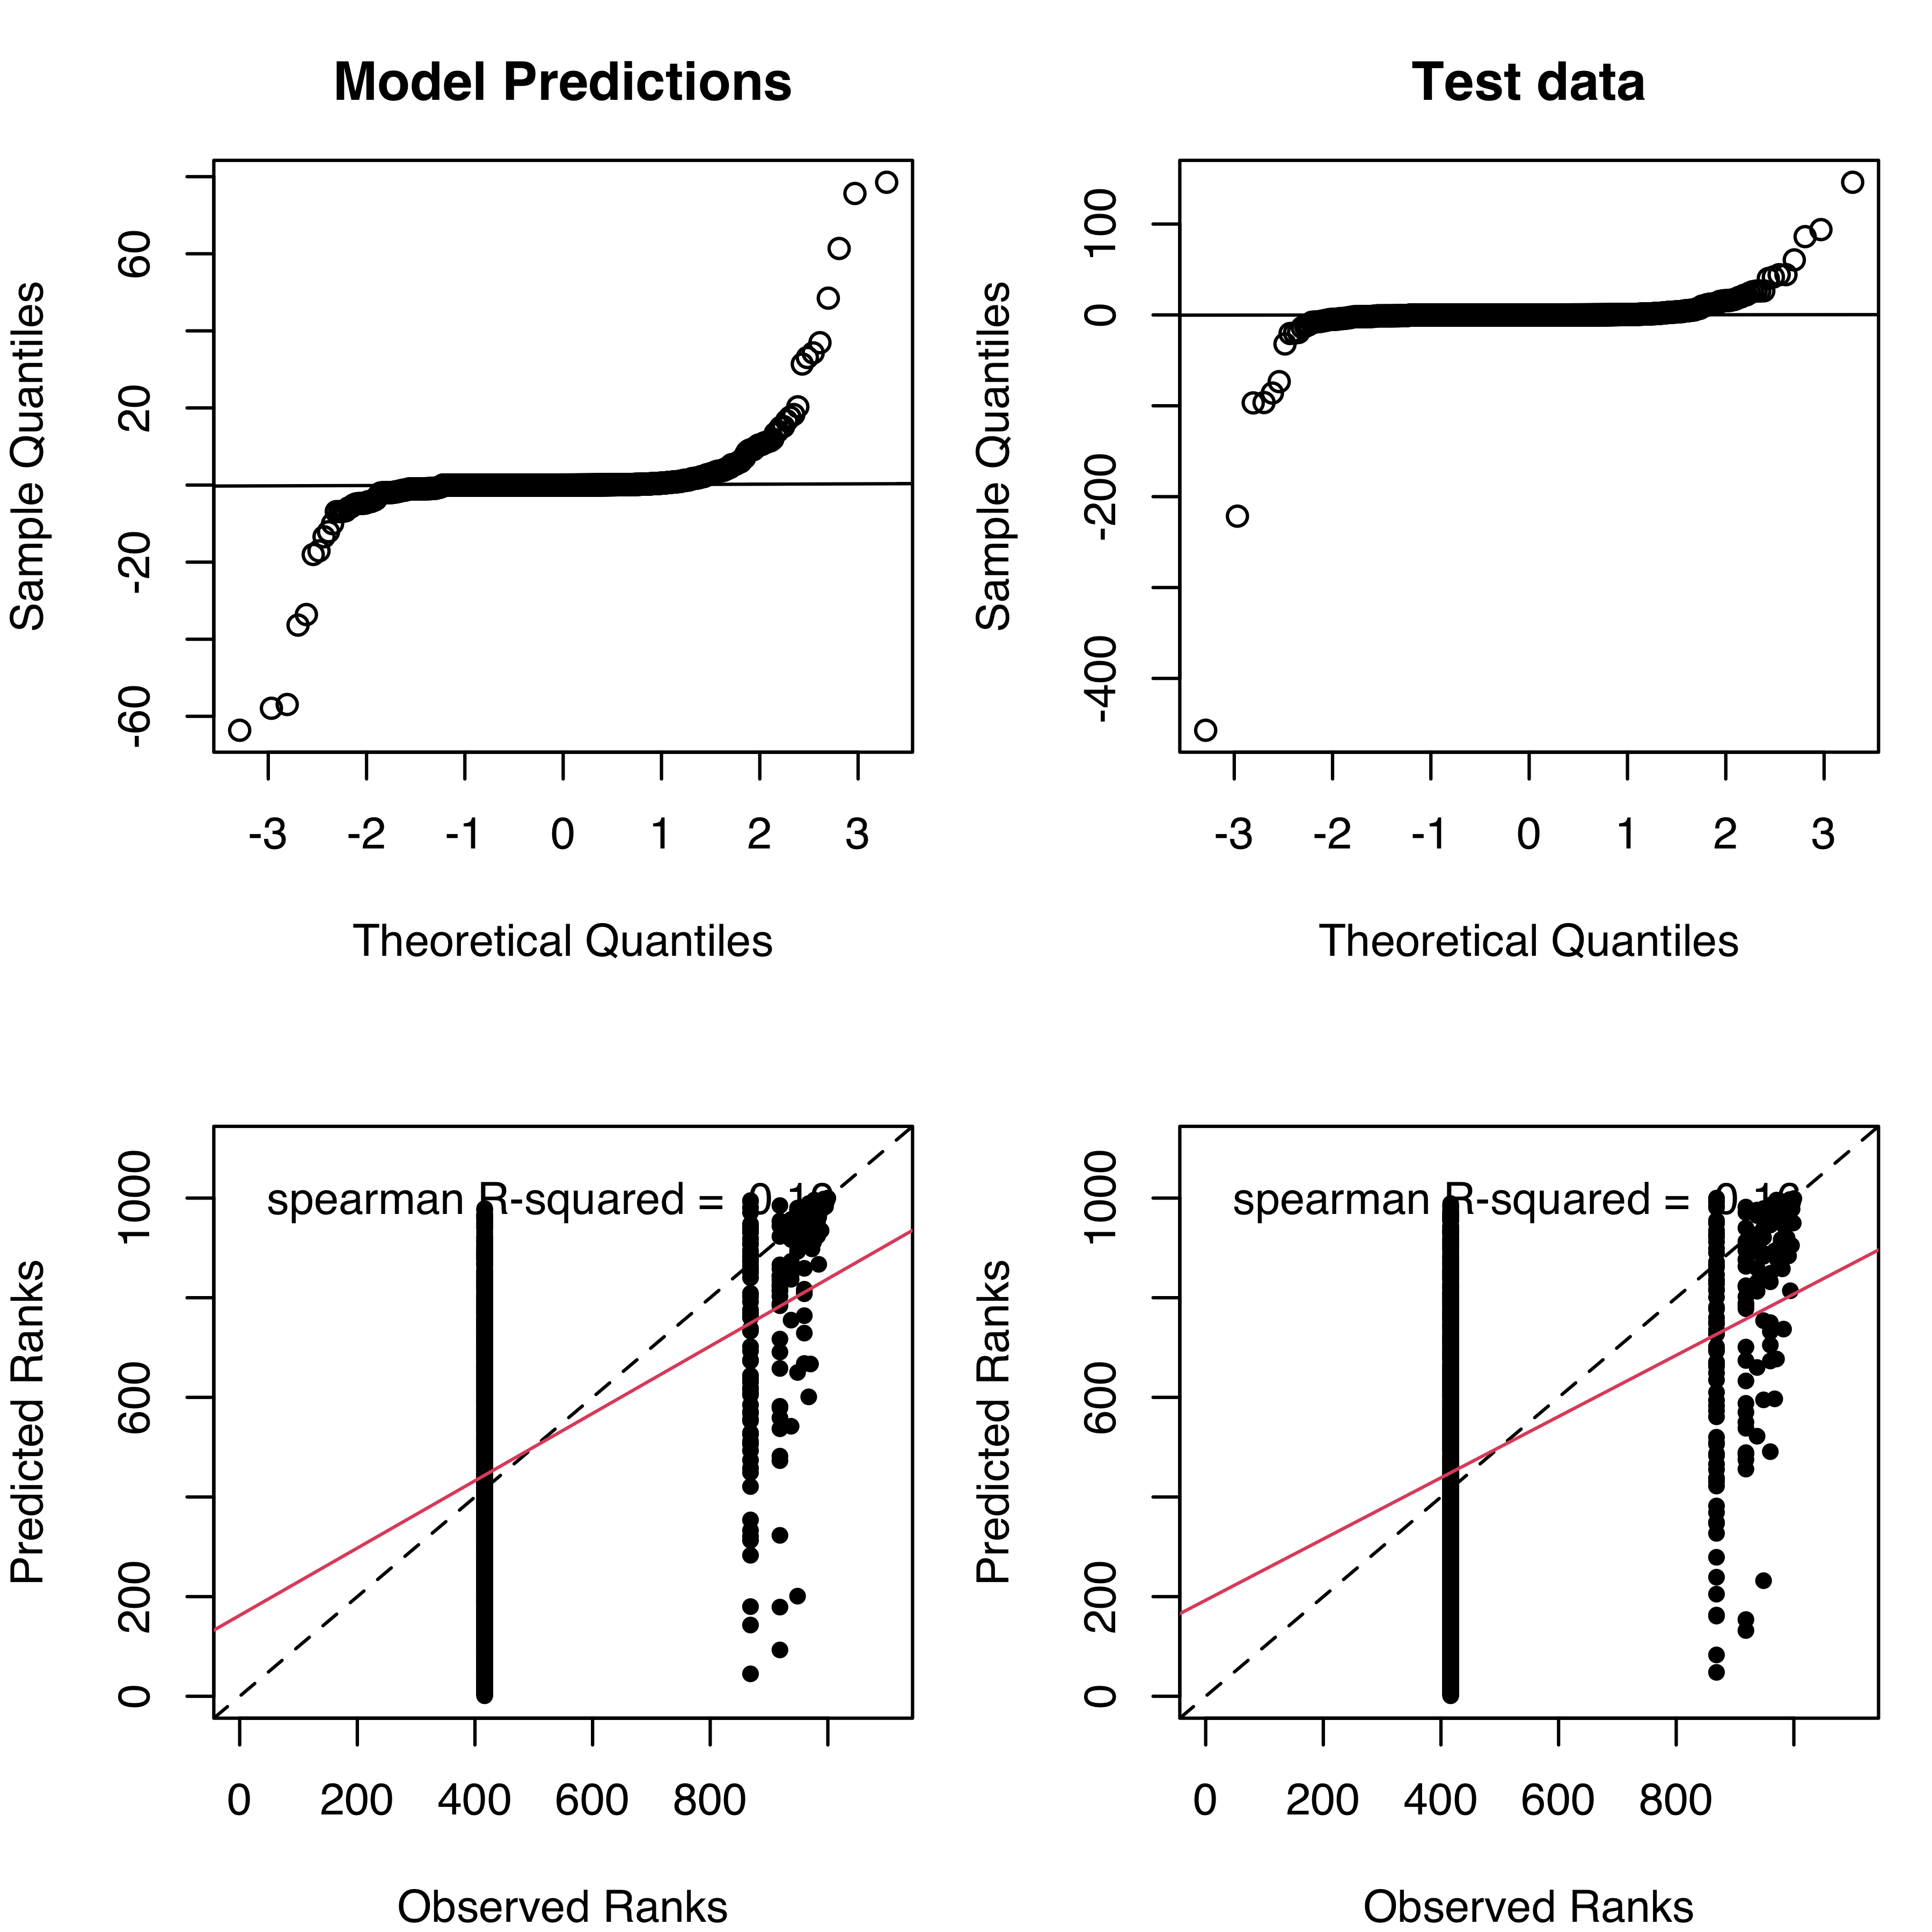 Model Predictions
Sample Quantiles
60
20
-20
-60
-3 -2 -1 0 1 2 3
Theoretical Quantiles
Test data
Sample Quantiles
100
0
-200
-400
-3 -2 -1 0 1 2 3
Theoretical Quantiles
spearman R-squared =
Predicted Ranks
1000
600
200
0
0 200 400 600 800
Observed Ranks
spearman R-squared =
Predicted Ranks
1000
600
200
0
0 200 400 600 800
Observed Ranks